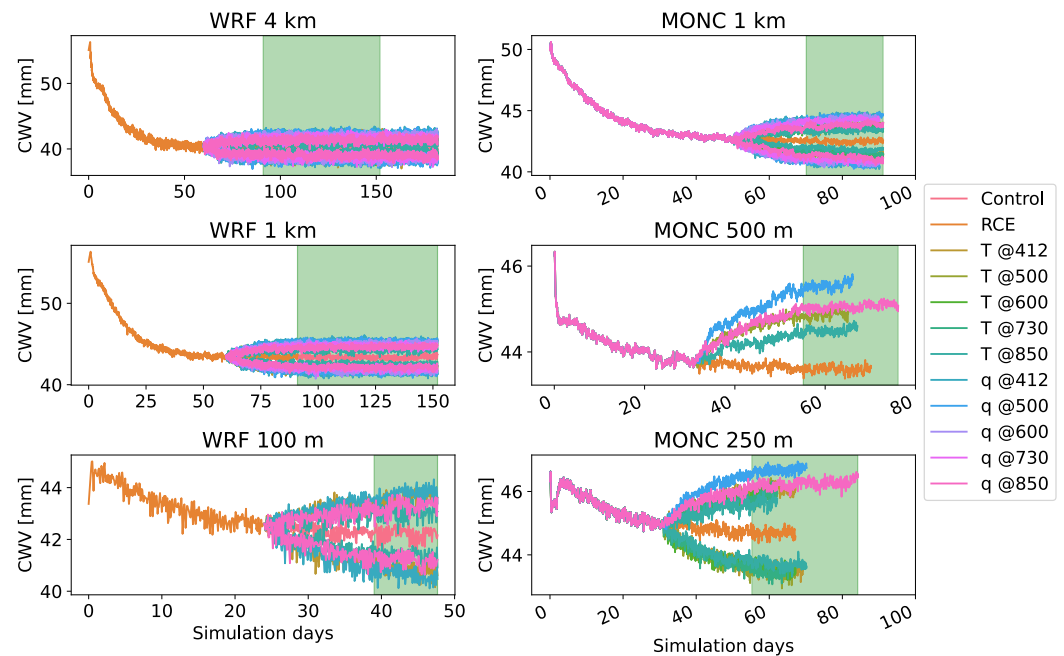 WRF 4 km
CWV [mm]
50
40
0
50
100
150
MONC 1 km
CWV [mm]
50
45
40
0
20
40
60
80
100
WRF 1 km
CWV [mm]
50
40
0
25
50
75
100
125
150
MONC 500 m
CWV [mm]
46
44
0
20
40
60
80
WRF 100 m
CWV [mm]
44
42
40
0
10
20
30
40
50
Simulation days
MONC 250 m
CWV [mm]
46
44
0
20
40
60
80
100
Simulation days
Control
RCE
T @412
T @500
T @600
T @730
T @850
q @412
q @500
q @600
q @730
q @850